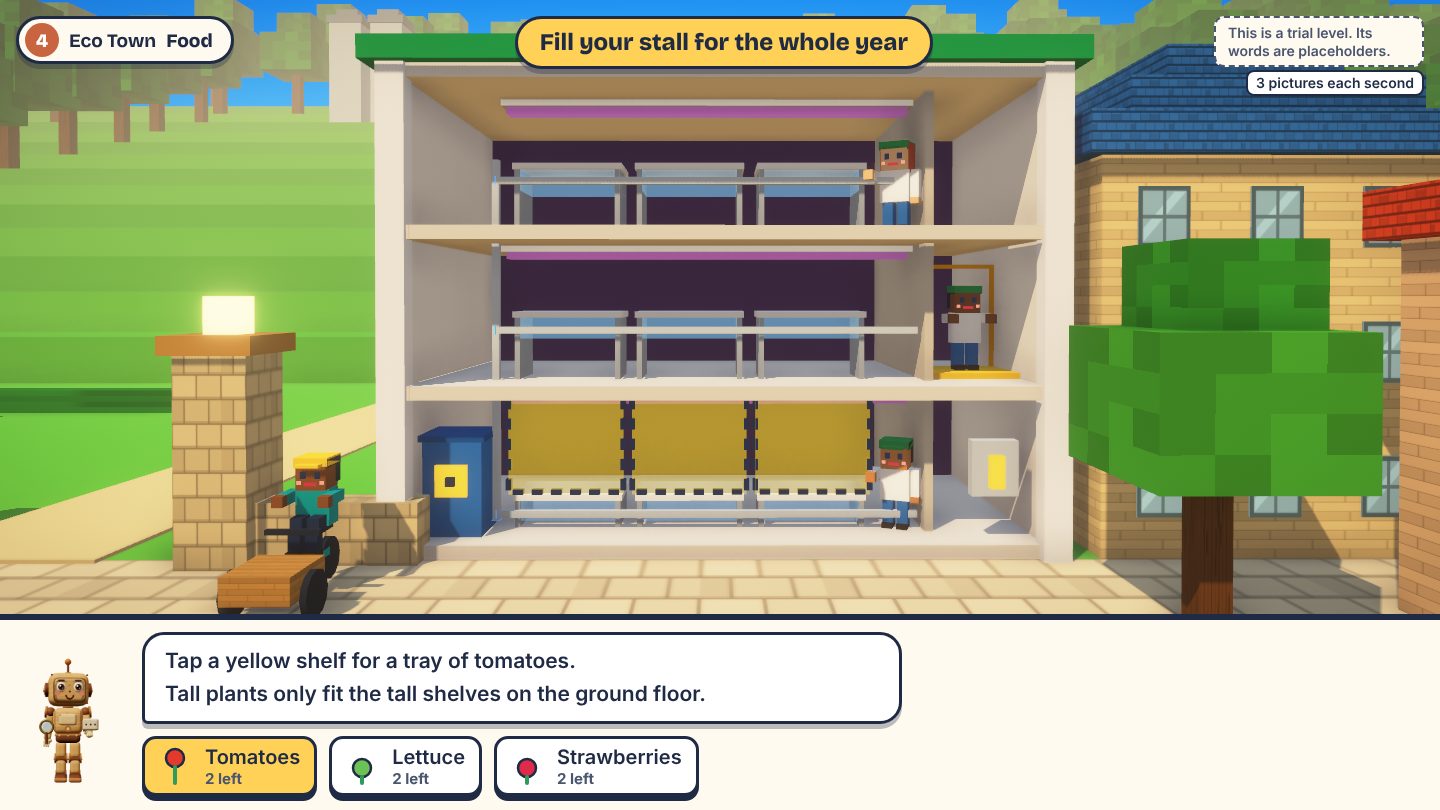 4 Eco Town Food
Fill your stall for the whole year
This is a trial level. Its
words are placeholders.
3 pictures each second
Tap a yellow shelf for a tray of tomatoes.
Tall plants only fit the tall shelves on the ground floor.
Tomatoes
2 left
Lettuce
2 left
Strawberries
2 left